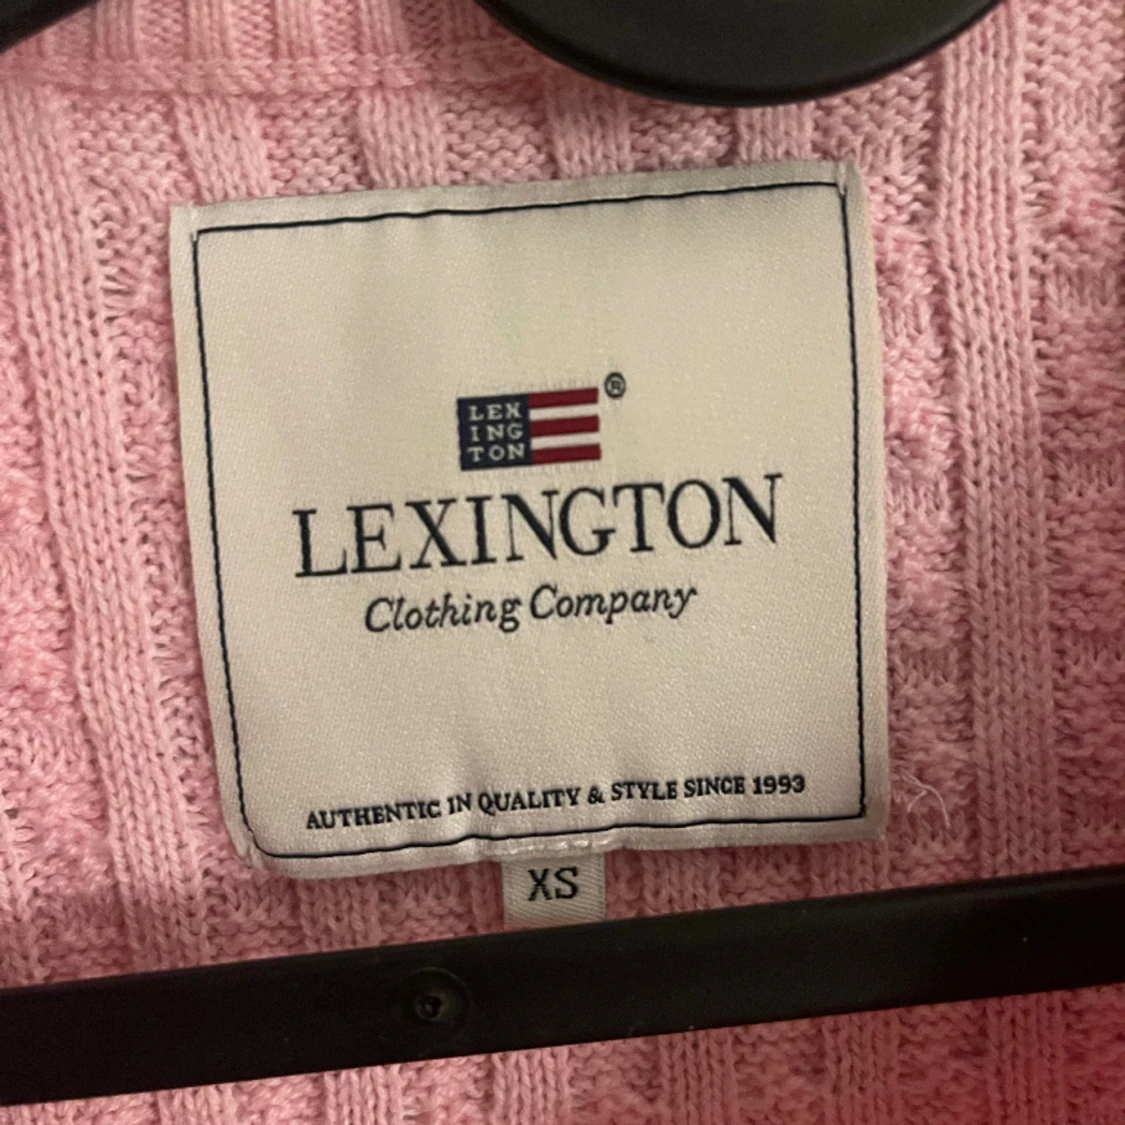 LEX
ING
TON
®
LEXINGTON
Clothing Company
AUTHENTIC IN QUALITY & STYLE SINCE 1993
XS